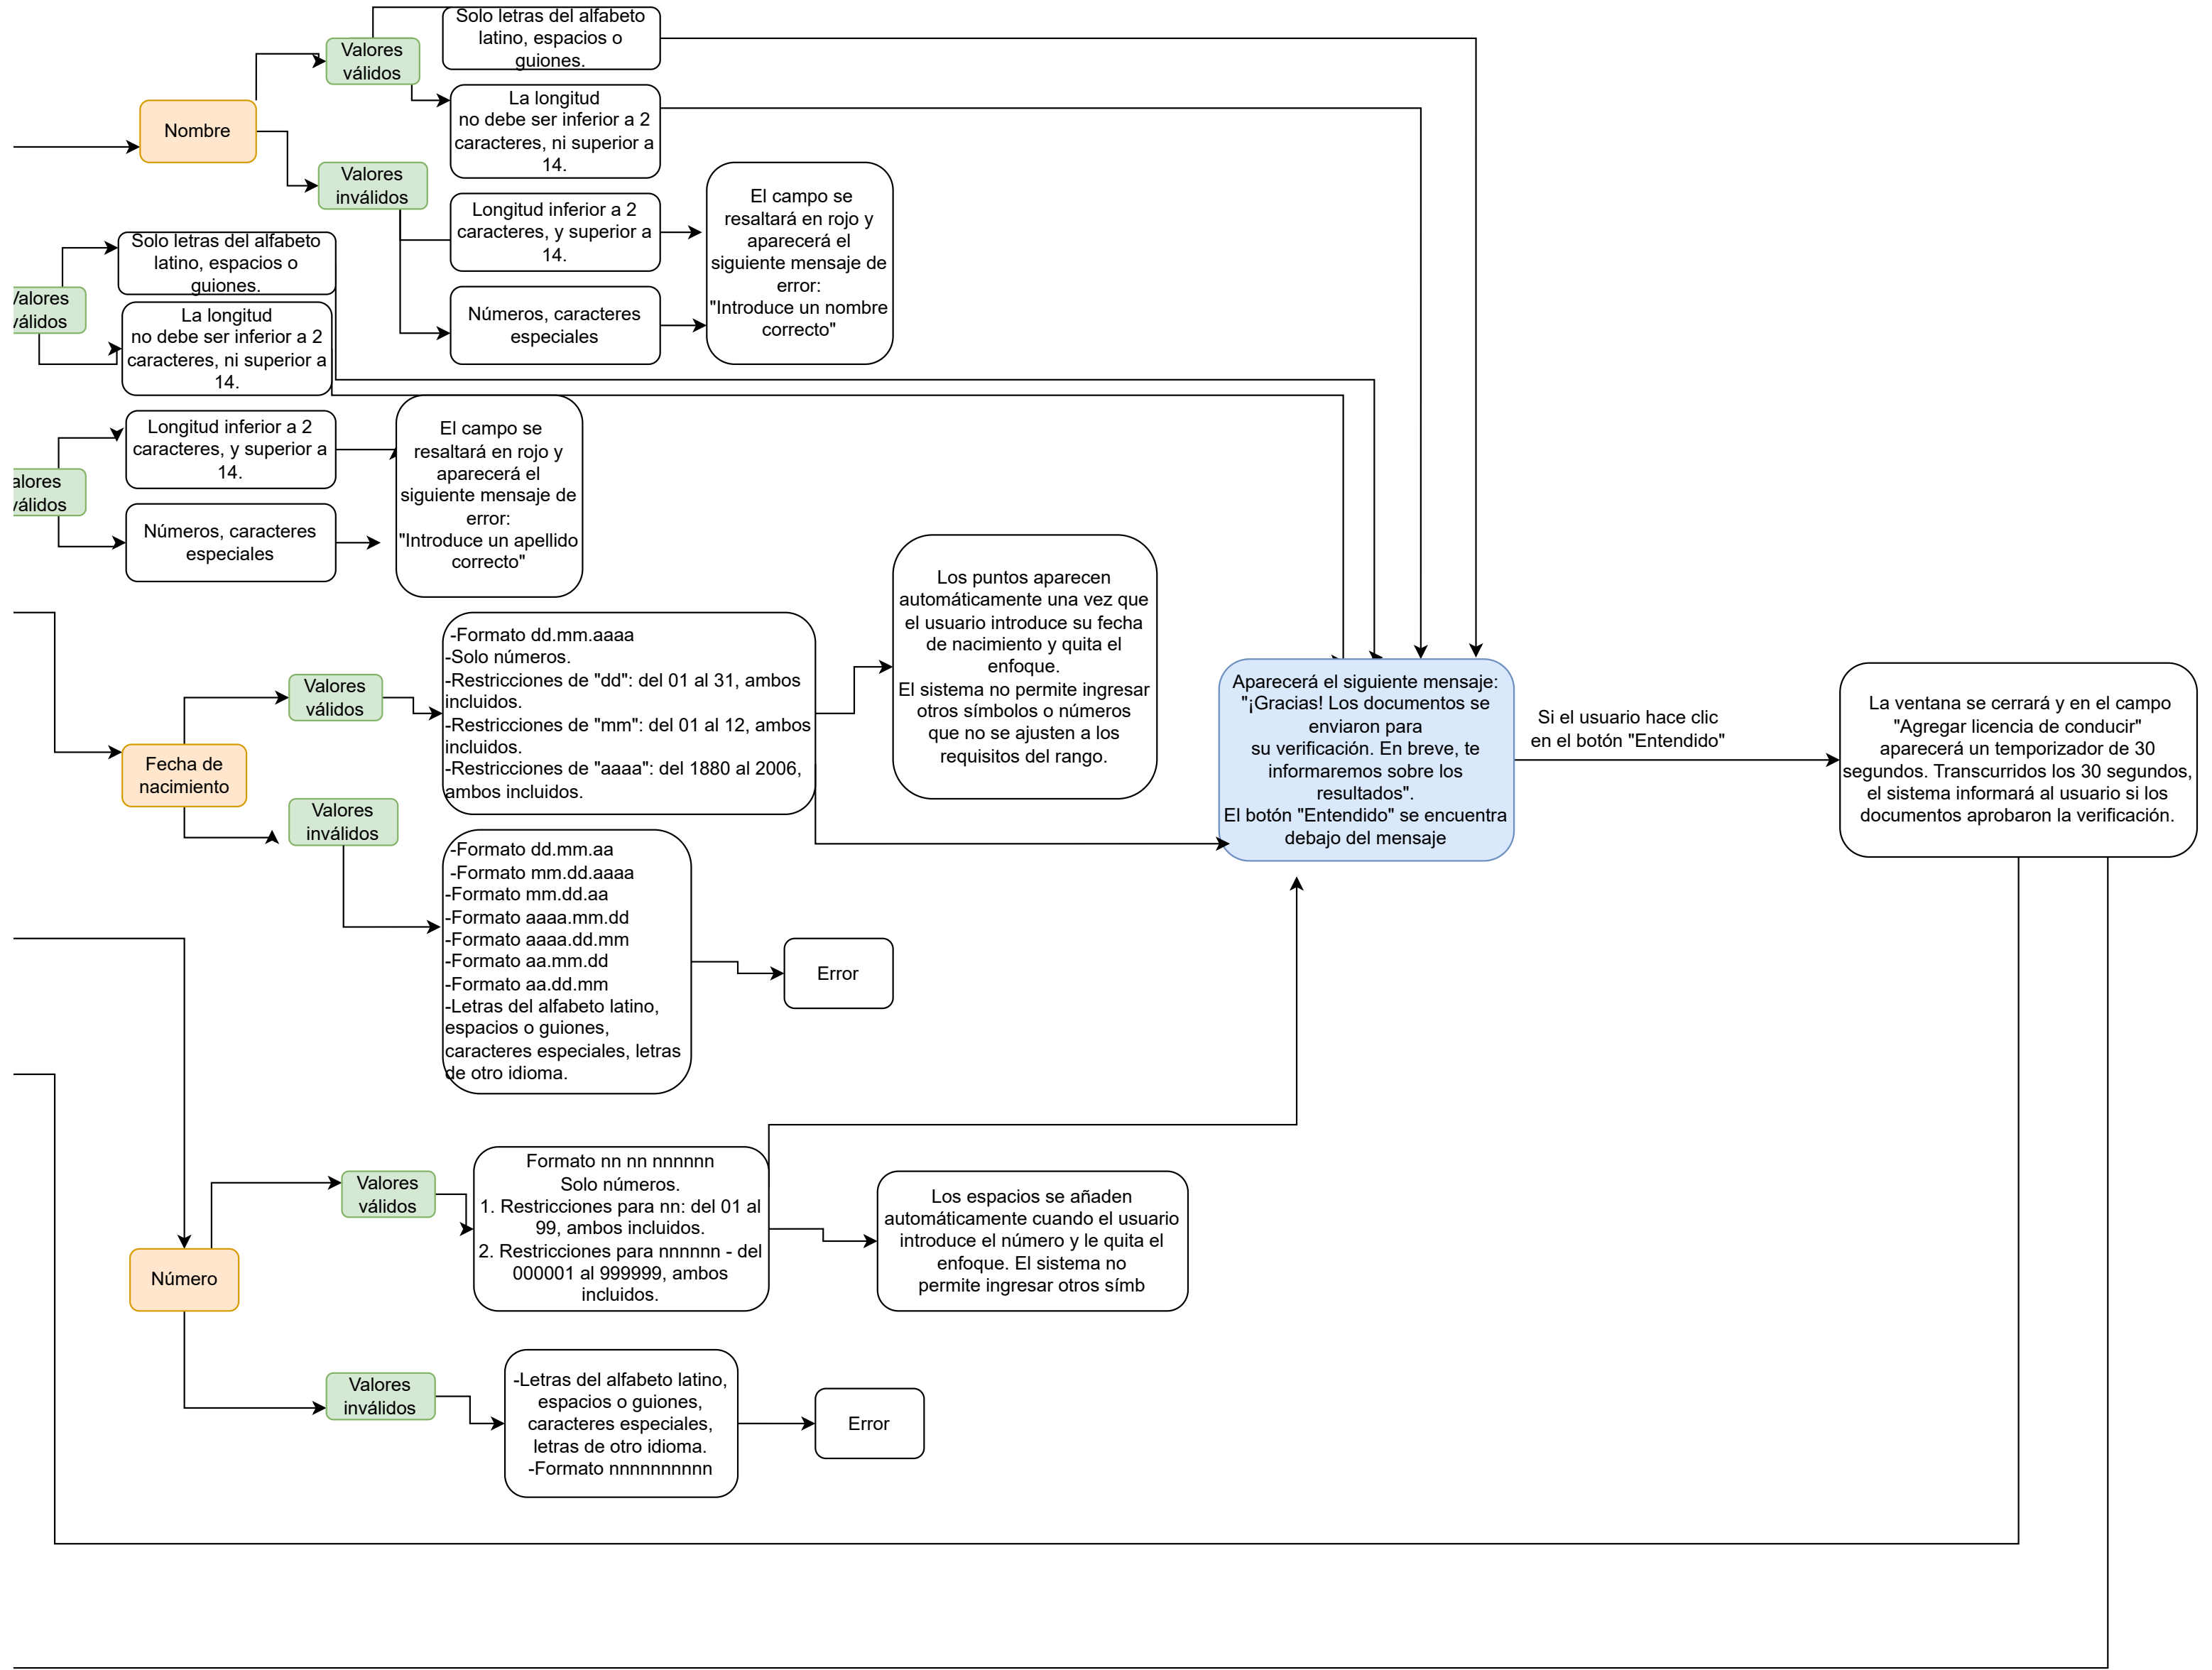 Solo letras del alfabeto
latino, espacios o
guiones.
Valores
válidos
La longitud
no debe ser inferior a 2
caracteres, ni superior a
14.
Nombre
Valores
inválidos
Longitud inferior a 2
caracteres, y superior a
14.
El campo se
resaltará en rojo y
aparecerá el
siguiente mensaje de
error:
"Introduce un nombre
correcto"
Números, caracteres
especiales
Solo letras del alfabeto
latino, espacios o
guiones.
Valores
válidos
La longitud
no debe ser inferior a 2
caracteres, ni superior a
14.
Longitud inferior a 2
caracteres, y superior a
14.
alores
válidos
Números, caracteres
especiales
El campo se
resaltará en rojo y
aparecerá el
siguiente mensaje de
error:
"Introduce un apellido
correcto"
Fecha de
nacimiento
Valores
válidos
-Formato dd.mm.aaaa
-Solo números.
-Restricciones de "dd": del 01 al 31, ambos
incluidos.
-Restricciones de "mm": del 01 al 12, ambos
incluidos.
-Restricciones de "aaaa": del 1880 al 2006,
ambos incluidos.
Los puntos aparecen
automáticamente una vez que
el usuario introduce su fecha
de nacimiento y quita el
enfoque.
El sistema no permite ingresar
otros símbolos o números
que no se ajusten a los
requisitos del rango.
Valores
inválidos
-Formato dd.mm.aa
-Formato mm.dd.aaaa
-Formato mm.dd.aa
-Formato aaaa.mm.dd
-Formato aaaa.dd.mm
-Formato aa.mm.dd
-Formato aa.dd.mm
-Letras del alfabeto latino,
espacios o guiones,
caracteres especiales, letras
de otro idioma.
Error
Aparecerá el siguiente mensaje:
"¡Gracias! Los documentos se
enviaron para
su verificación. En breve, te
informaremos sobre los
resultados".
El botón "Entendido" se encuentra
debajo del mensaje
Si el usuario hace clic
en el botón "Entendido"
La ventana se cerrará y en el campo
"Agregar licencia de conducir"
aparecerá un temporizador de 30
segundos. Transcurridos los 30 segundos,
el sistema informará al usuario si los
documentos aprobaron la verificación.
Número
Valores
válidos
Formato nn nn nnnnnn
Solo números.
1. Restricciones para nn: del 01 al
99, ambos incluidos.
2. Restricciones para nnnnnn - del
000001 al 999999, ambos
incluidos.
Los espacios se añaden
automáticamente cuando el usuario
introduce el número y le quita el
enfoque. El sistema no
permite ingresar otros símb
Valores
inválidos
-Letras del alfabeto latino,
espacios o guiones,
caracteres especiales,
letras de otro idioma.
-Formato nnnnnnnnnn
Error